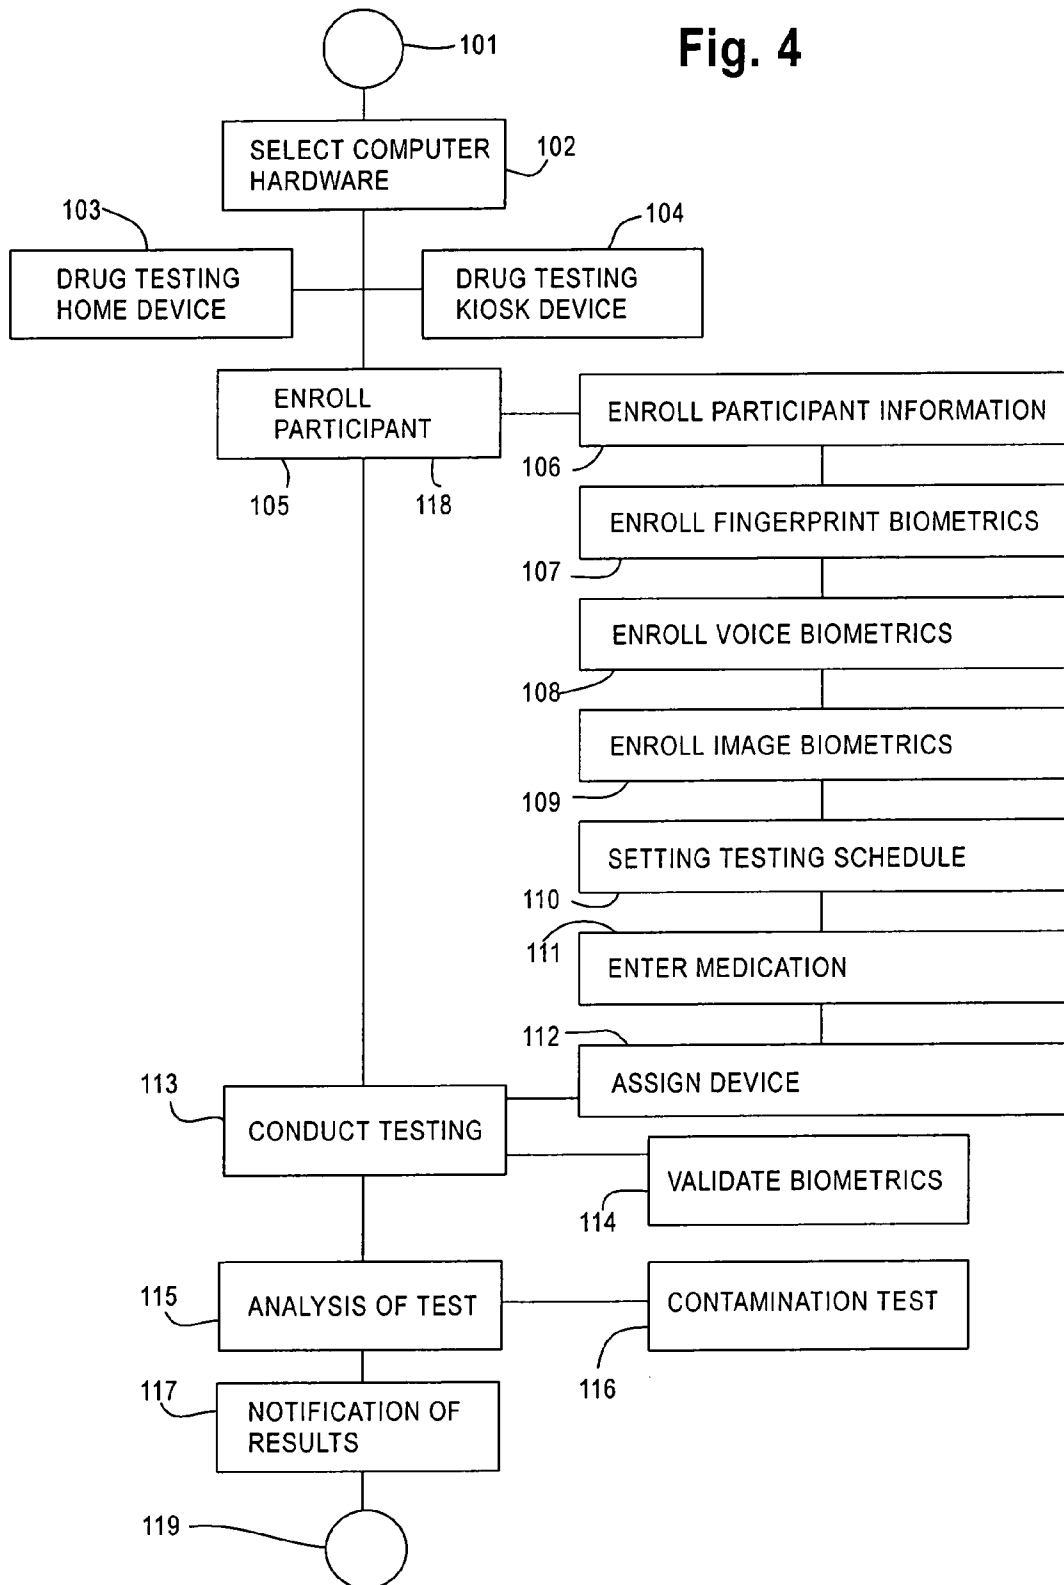 Fig. 4
101
SELECT COMPUTER
HARDWARE
102
103
104
DRUG TESTING
HOME DEVICE
DRUG TESTING
KIOSK DEVICE
ENROLL
PARTICIPANT
105
118
ENROLL PARTICIPANT INFORMATION
106
ENROLL FINGERPRINT BIOMETRICS
107
ENROLL VOICE BIOMETRICS
108
ENROLL IMAGE BIOMETRICS
109
SETTING TESTING SCHEDULE
110
111
ENTER MEDICATION
112
ASSIGN DEVICE
113
CONDUCT TESTING
VALIDATE BIOMETRICS
114
115
ANALYSIS OF TEST
CONTAMINATION TEST
116
117
NOTIFICATION OF
RESULTS
119